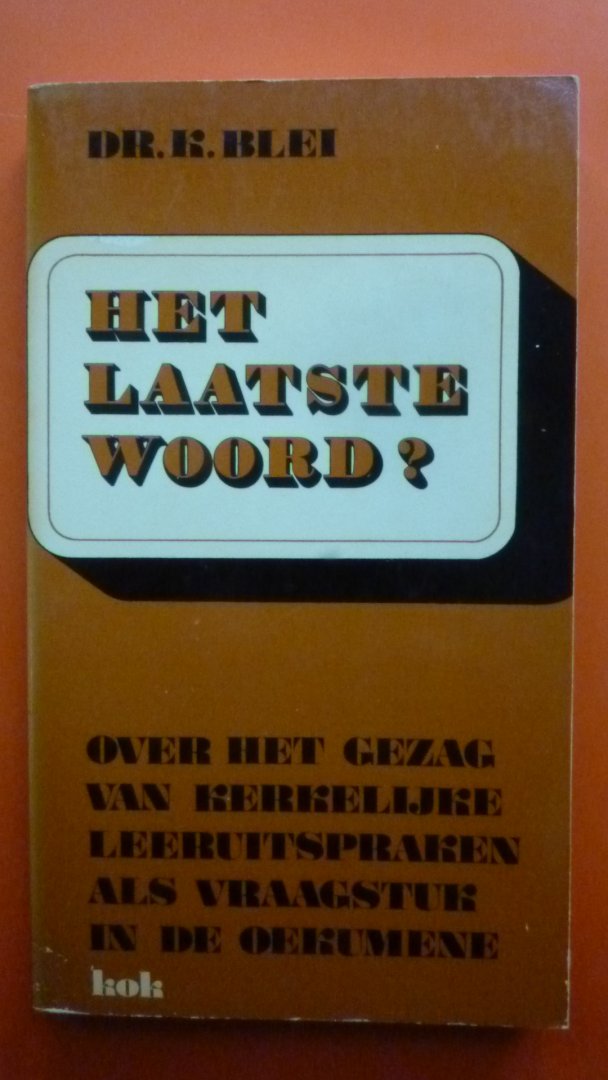 DR. K. BLEI
HET
LAATSTE
WOORD?
OVER HET GEZAG
VAN KERKELIJKE
LEERUITSPRAKEN
ALS VRAAGSTUK
IN DE OEKUMENE
kok